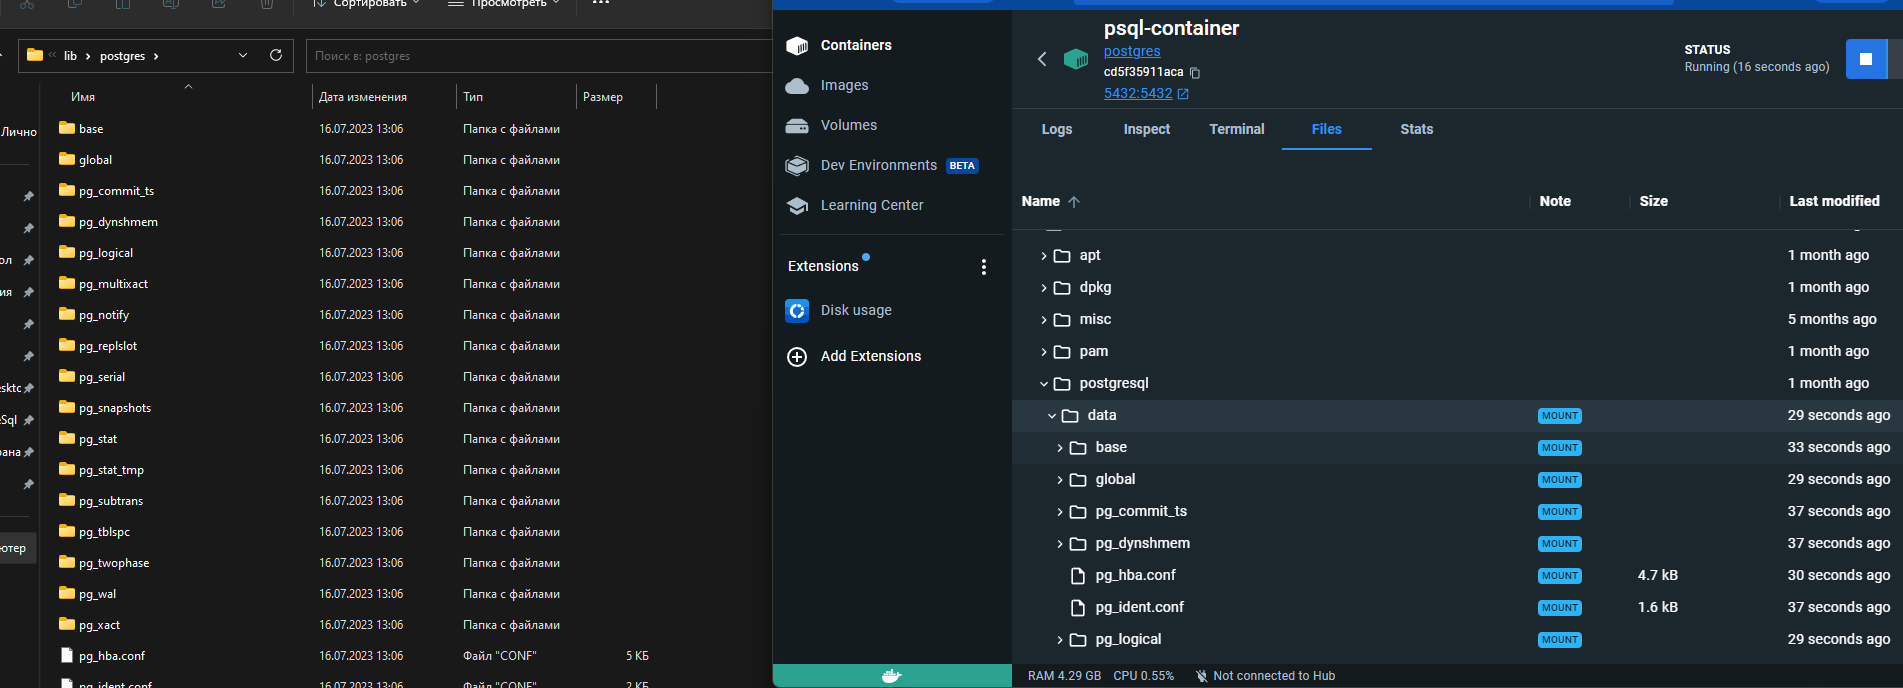 Сортировать
Просмотреть
lib
postgres
Поиск в: postgres
Имя
Дата изменения
Тип
Размер
base 16.07.2023 13:06 Папка с файлами
global 16.07.2023 13:06 Папка с файлами
pg_commit_ts 16.07.2023 13:06 Папка с файлами
pg_dynshmem 16.07.2023 13:06 Папка с файлами
pg_logical 16.07.2023 13:06 Папка с файлами
pg_multixact 16.07.2023 13:06 Папка с файлами
pg_notify 16.07.2023 13:06 Папка с файлами
pg_replslot 16.07.2023 13:06 Папка с файлами
pg_serial 16.07.2023 13:06 Папка с файлами
pg_snapshots 16.07.2023 13:06 Папка с файлами
pg_stat 16.07.2023 13:06 Папка с файлами
pg_stat_tmp 16.07.2023 13:06 Папка с файлами
pg_subtrans 16.07.2023 13:06 Папка с файлами
pg_tblspc 16.07.2023 13:06 Папка с файлами
pg_twophase 16.07.2023 13:06 Папка с файлами
pg_wal 16.07.2023 13:06 Папка с файлами
pg_xact 16.07.2023 13:06 Папка с файлами
pg_hba.conf 16.07.2023 13:06 Файл "CONF" 5 КБ
pg_ident.conf 16.07.2023 13:06 Файл "CONF" 2 КБ
Лично
ол
ия
esktc
eSql
рана
ютер
Containers
Images
Volumes
Dev Environments BETA
Learning Center
Extensions
Disk usage
Add Extensions
psql-container
postgres
cd5f35911aca
5432:5432
STATUS
Running (16 seconds ago)
Logs
Inspect
Terminal
Files
Stats
Name
Note
Size
Last modified
apt 1 month ago
dpkg 1 month ago
misc 5 months ago
pam 1 month ago
postgresql 1 month ago
data MOUNT 29 seconds ago
base MOUNT 33 seconds ago
global MOUNT 29 seconds ago
pg_commit_ts MOUNT 37 seconds ago
pg_dynshmem MOUNT 37 seconds ago
pg_hba.conf MOUNT 4.7 kB 30 seconds ago
pg_ident.conf MOUNT 1.6 kB 37 seconds ago
pg_logical MOUNT 29 seconds ago
RAM 4.29 GB CPU 0.55% Not connected to Hub